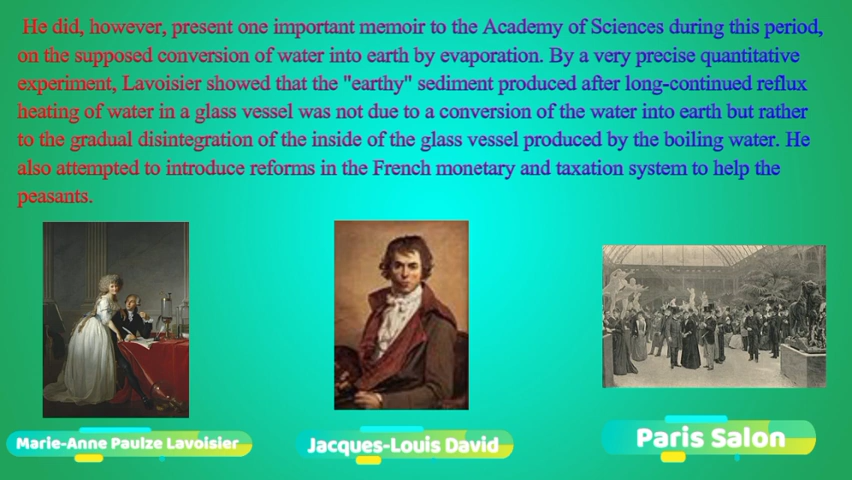 He did, however, present one important memoir to the Academy of Sciences during this period,
on the supposed conversion of water into earth by evaporation. By a very precise quantitative
experiment, Lavoisier showed that the "earthy" sediment produced after long-continued reflux
heating of water in a glass vessel was not due to a conversion of the water into earth but rather
to the gradual disintegration of the inside of the glass vessel produced by the boiling water. He
also attempted to introduce reforms in the French monetary and taxation system to help the
peasants.
Marie-Anne Paulze Lavoisier
Jacques-Louis David
Paris Salon